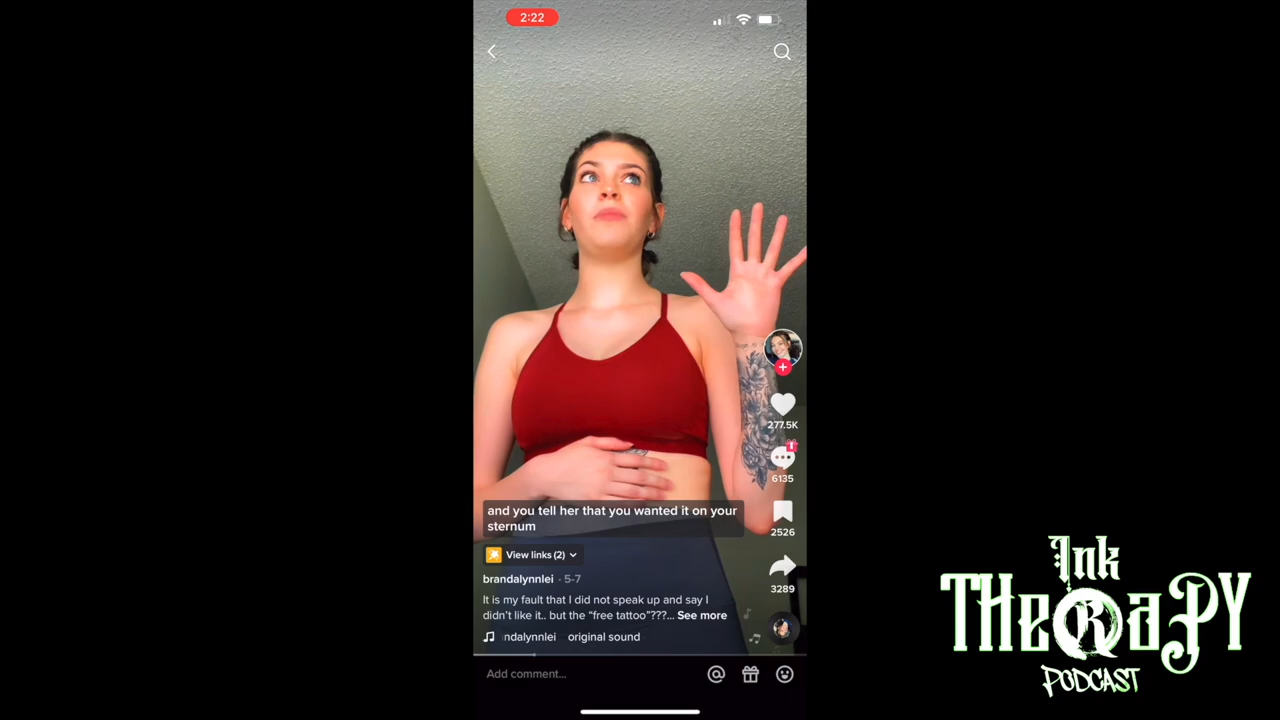 2:22
and you tell her that you wanted it on your
sternum
View links (2)
brandalynnlei · 5-7
It is my fault that I did not speak up and say I
didn't like it.. but the "free tattoo"???... See more
ndalynnlei original sound
Add comment...
277.5K
6135
2526
3289
Ink
THeRaPY
PODCAST